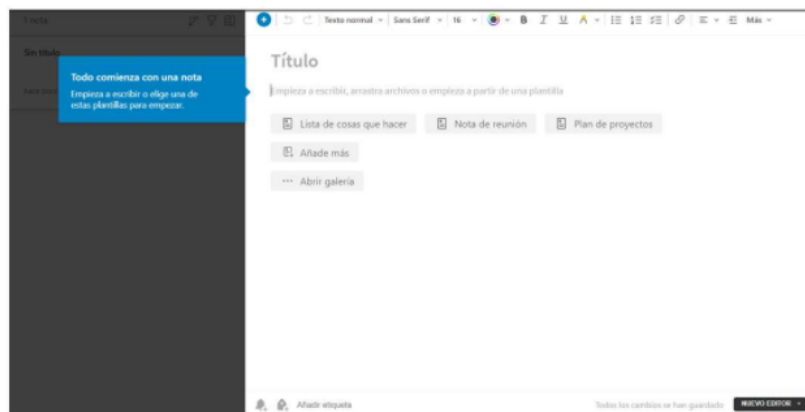 1 nota
Sin título
Todo comienza con una nota
Empieza a escribir o elige una de
estas plantillas para empezar.
Texto normal Sans Serif 16 B I U A Más
Título
Empieza a escribir, arrastra archivos o empieza a partir de una plantilla
Lista de cosas que hacer Nota de reunión Plan de proyectos
Añade más
Abrir galería
Añadir etiqueta Todos los cambios se han guardado NUEVO EDITOR